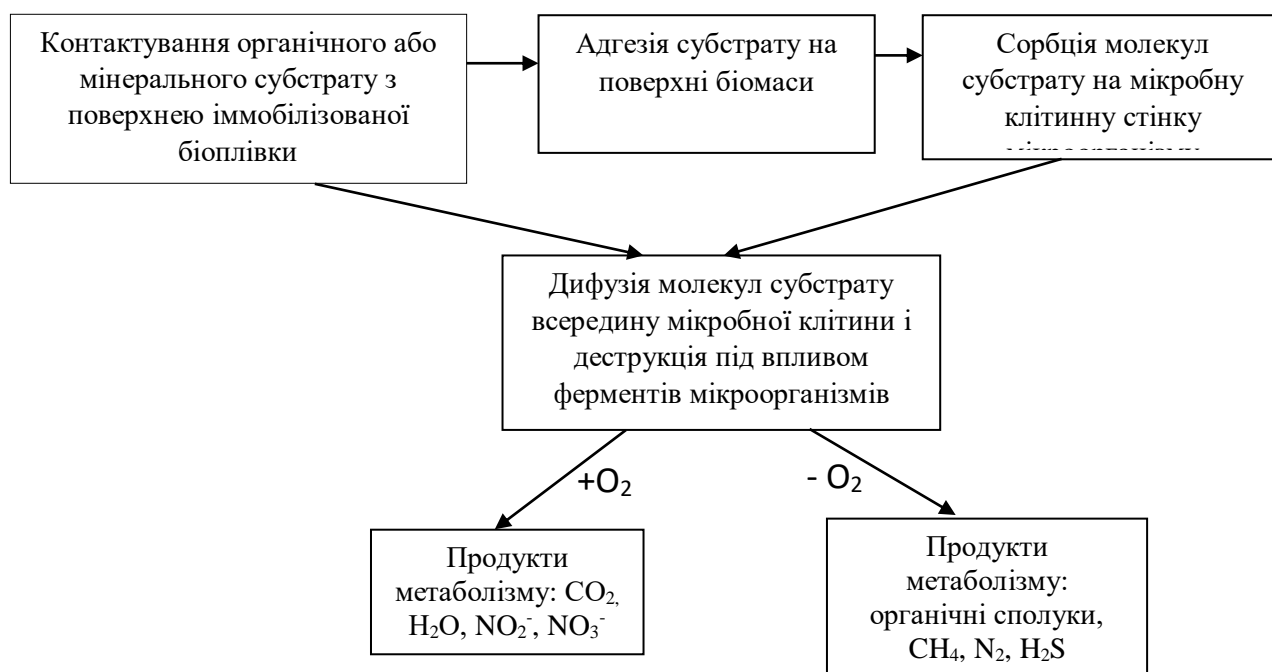 Контактування органічного або
мінерального субстрату з
поверхнею іммобілізованої
біоплівки
Адгезія субстрату на
поверхні біомаси
Сорбція молекул
субстрату на мікробну
клітинну стінку
мікроорганізму
Дифузія молекул субстрату
всередину мікробної клітини і
деструкція під впливом
ферментів мікроорганізмів
+O₂
- O₂
Продукти
метаболізму: CO₂,
H₂O, NO₂⁻, NO₃⁻
Продукти
метаболізму:
органічні сполуки,
CH₄, N₂, H₂S